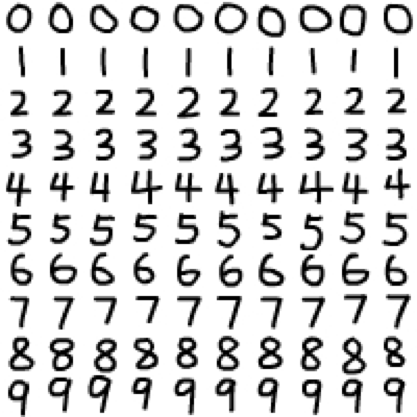 0 0 0 0 0 0 0 0 0 0
1 1 1 1 1 1 1 1 1 1
2 2 2 2 2 2 2 2 2 2
3 3 3 3 3 3 3 3 3 3
4 4 4 4 4 4 4 4 4 4
5 5 5 5 5 5 5 5 5 5
6 6 6 6 6 6 6 6 6 6
7 7 7 7 7 7 7 7 7 7
8 8 8 8 8 8 8 8 8 8
9 9 9 9 9 9 9 9 9 9